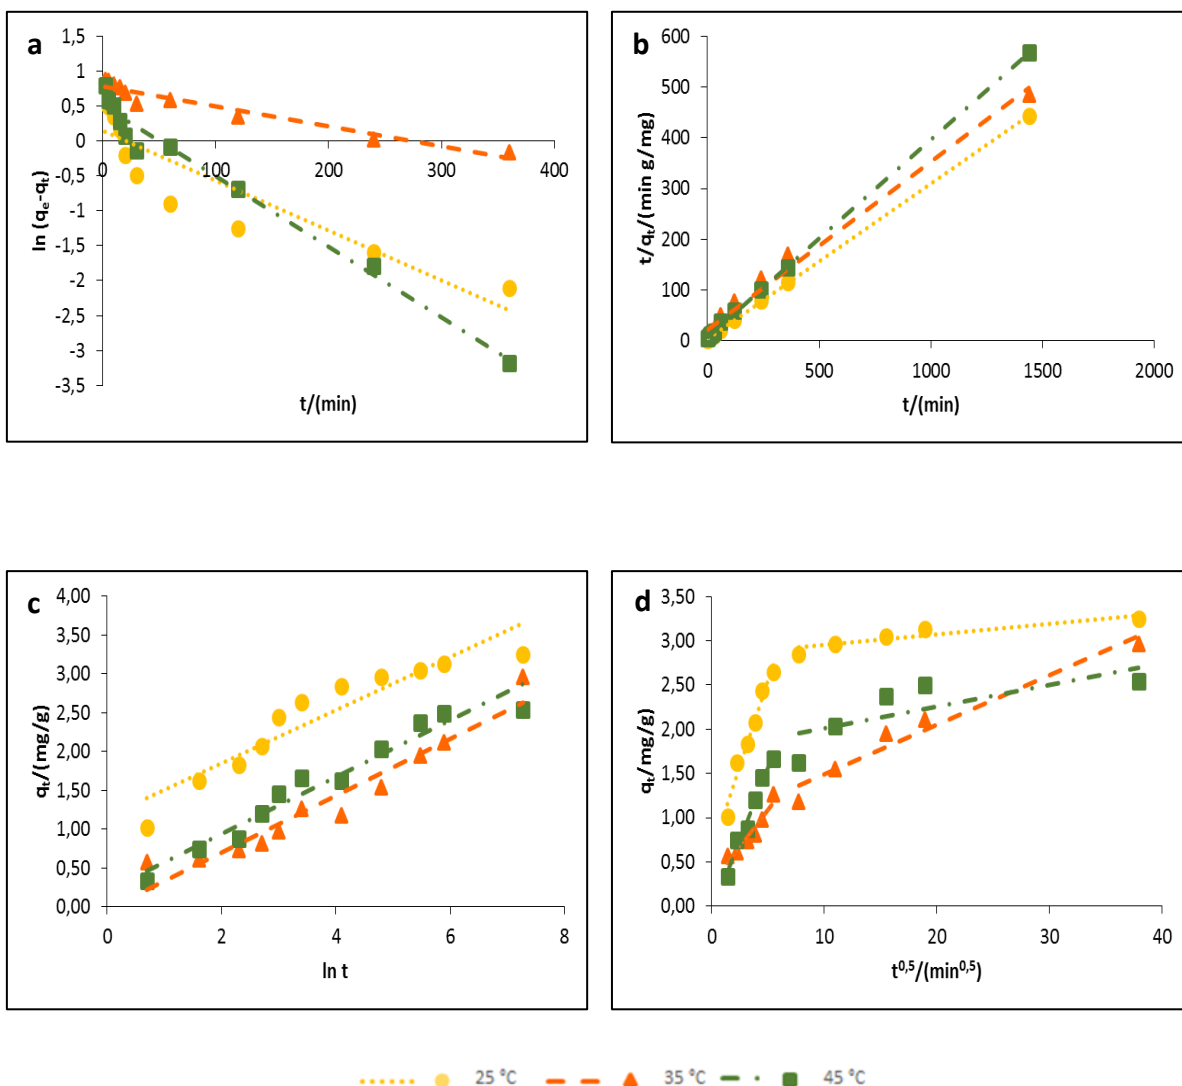 a
1,5
1
0,5
0
-0,5
-1
-1,5
-2
-2,5
-3
-3,5
0 100 200 300 400
ln (qe-qt)
t/(min)
b
600
500
400
300
200
100
0
0 500 1000 1500 2000
t/qt/(min g/mg)
t/(min)
c
4,00
3,50
3,00
2,50
2,00
1,50
1,00
0,50
0,00
0 2 4 6 8
qt/(mg/g)
ln t
d
3,50
3,00
2,50
2,00
1,50
1,00
0,50
0,00
0 10 20 30 40
qt/mg/g)
t0,5/(min0,5)
25 °C 35 °C 45 °C